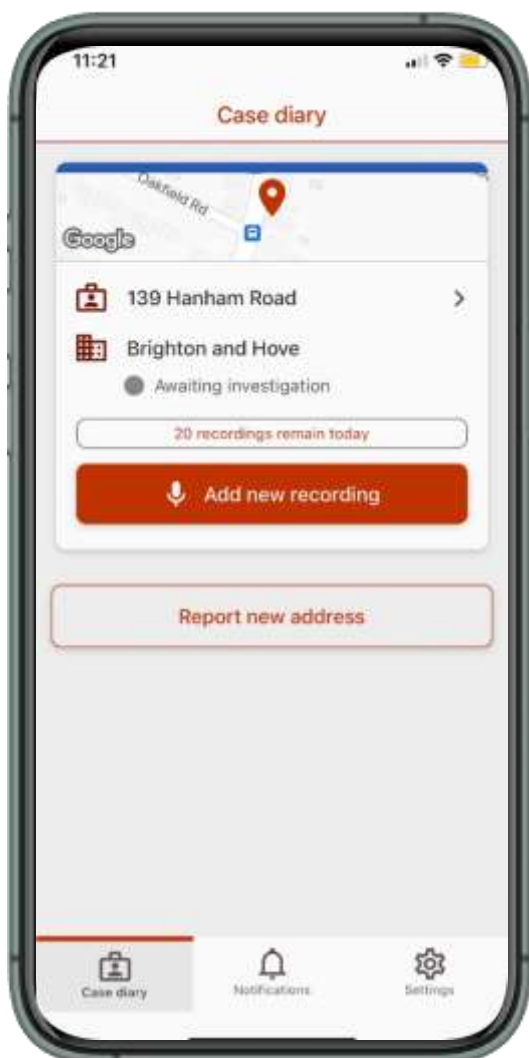 11:21
Case diary
Oakfield Rd
Google
139 Hanham Road
Brighton and Hove
Awaiting investigation
20 recordings remain today
Add new recording
Report new address
Case diary
Notifications
Settings